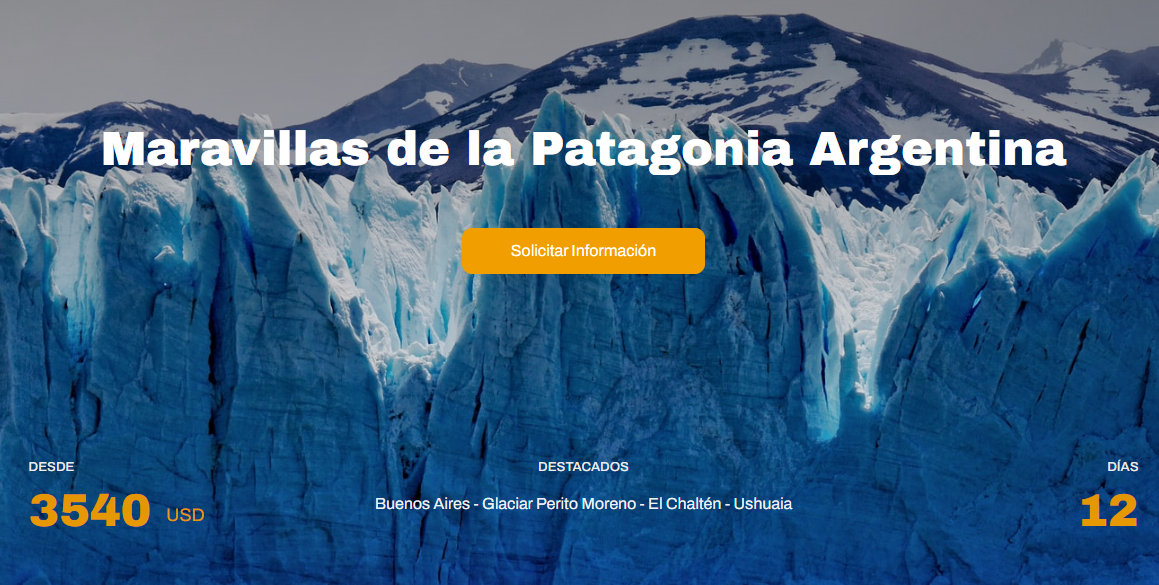 Maravillas de la Patagonia Argentina
Solicitar Información
DESDE
3540 USD
DESTACADOS
Buenos Aires - Glaciar Perito Moreno - El Chaltén - Ushuaia
DÍAS
12